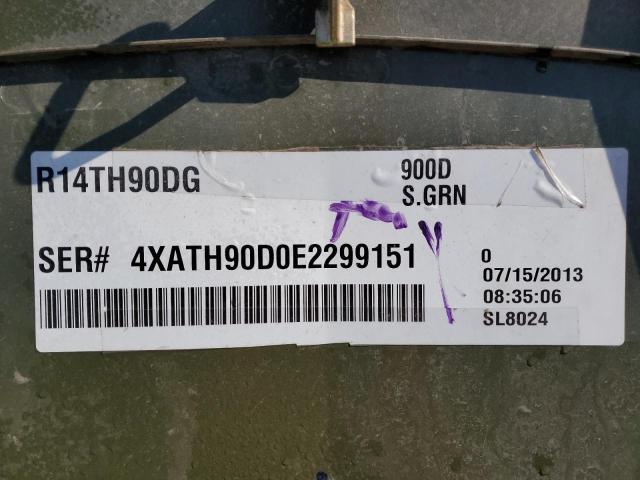 R14TH90DG
900D
S.GRN
SER# 4XATH90D0E2299151
0
07/15/2013
08:35:06
SL8024